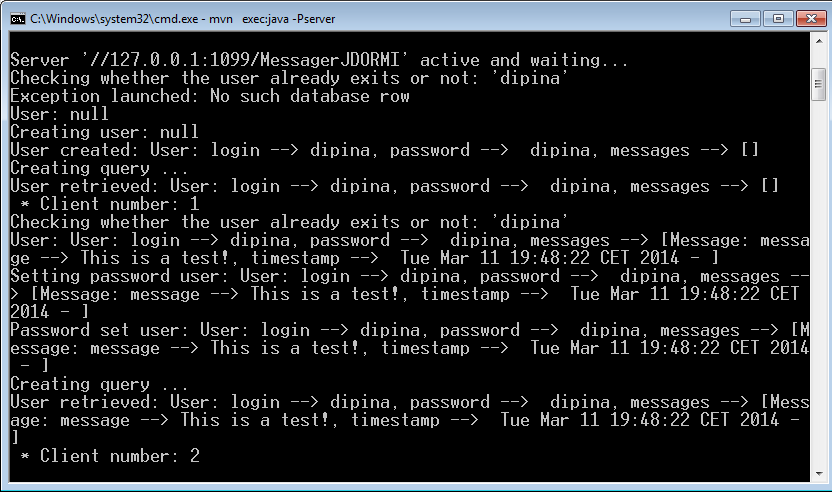 C:\Windows\system32\cmd.exe - mvn  exec:java -Pserver
Server '//127.0.0.1:1099/MessagerJDORMI' active and waiting...
Checking whether the user already exits or not: 'dipina'
Exception launched: No such database row
User: null
Creating user: null
User created: User: login --> dipina, password -->  dipina, messages --> []
Creating query ...
User retrieved: User: login --> dipina, password -->  dipina, messages --> []
 * Client number: 1
Checking whether the user already exits or not: 'dipina'
User: User: login --> dipina, password -->  dipina, messages --> [Message: messa
ge --> This is a test!, timestamp -->  Tue Mar 11 19:48:22 CET 2014 - ]
Setting password user: User: login --> dipina, password -->  dipina, messages --
> [Message: message --> This is a test!, timestamp -->  Tue Mar 11 19:48:22 CET
2014 - ]
Password set user: User: login --> dipina, password -->  dipina, messages --> [M
essage: message --> This is a test!, timestamp -->  Tue Mar 11 19:48:22 CET 2014
 - ]
Creating query ...
User retrieved: User: login --> dipina, password -->  dipina, messages --> [Mess
age: message --> This is a test!, timestamp -->  Tue Mar 11 19:48:22 CET 2014 -
]
 * Client number: 2